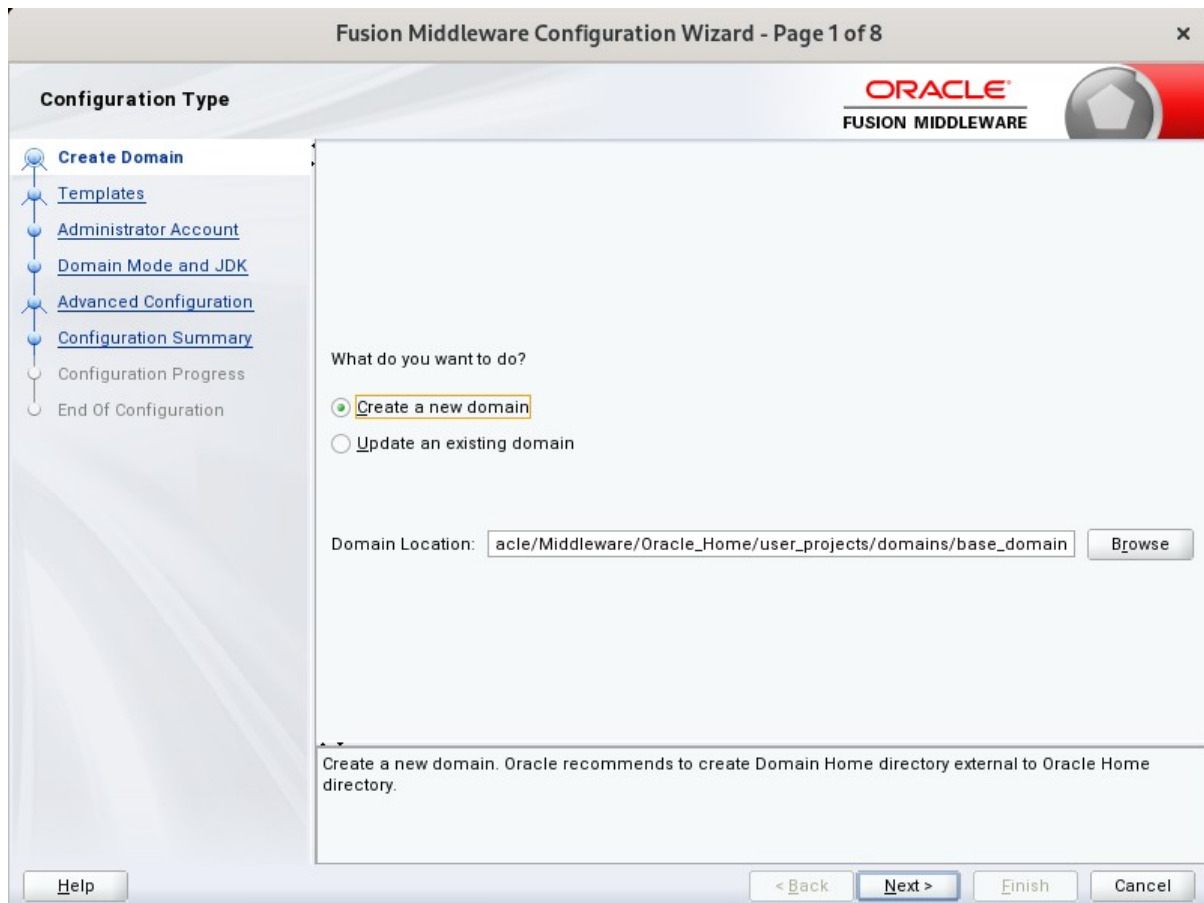 Fusion Middleware Configuration Wizard - Page 1 of 8
Configuration Type
ORACLE
FUSION MIDDLEWARE
Create Domain
Templates
Administrator Account
Domain Mode and JDK
Advanced Configuration
Configuration Summary
Configuration Progress
End Of Configuration
What do you want to do?
Create a new domain
Update an existing domain
Domain Location: acle/Middleware/Oracle_Home/user_projects/domains/base_domain Browse
Create a new domain. Oracle recommends to create Domain Home directory external to Oracle Home
directory.
Help < Back Next > Finish Cancel